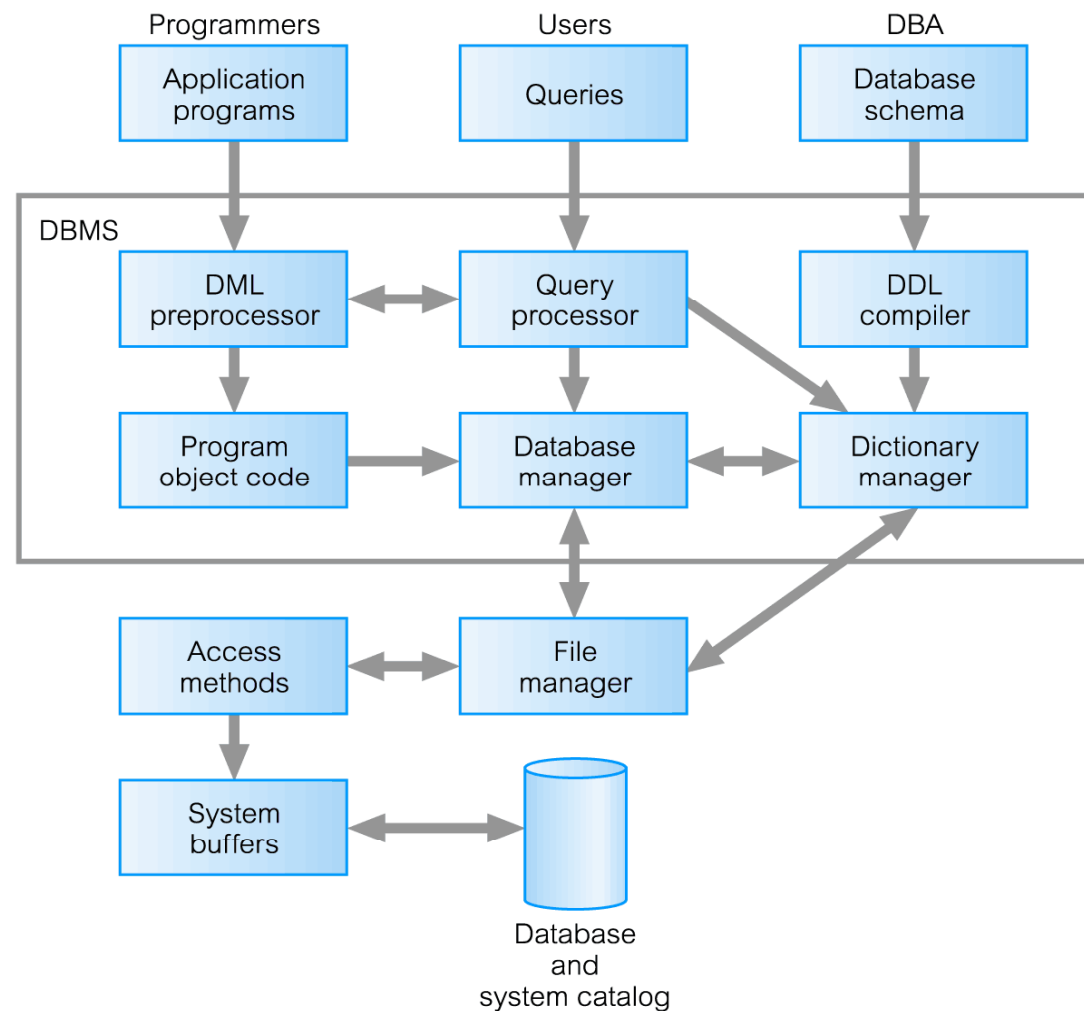 Programmers
Users
DBA
Application
programs
Queries
Database
schema
DBMS
DML
preprocessor
Query
processor
DDL
compiler
Program
object code
Database
manager
Dictionary
manager
Access
methods
File
manager
System
buffers
Database
and
system catalog